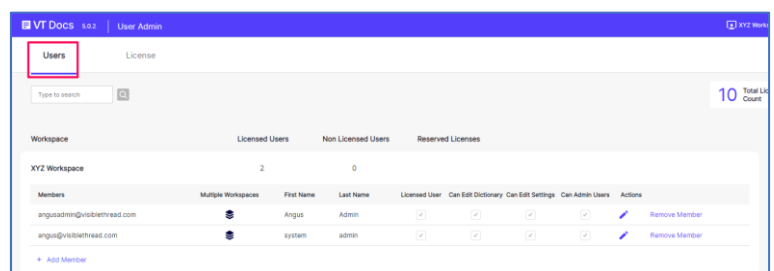 VT Docs 5.0.2 User Admin XYZ Works
Users License
Type to search
10 Total Lic
Count
Workspace Licensed Users Non Licensed Users Reserved Licenses
XYZ Workspace 2 0
Members Multiple Workspaces First Name Last Name Licensed User Can Edit Dictionary Can Edit Settings Can Admin Users Actions
angusadmin@visiblethread.com Angus Admin Remove Member
angus@visiblethread.com system admin Remove Member
+ Add Member